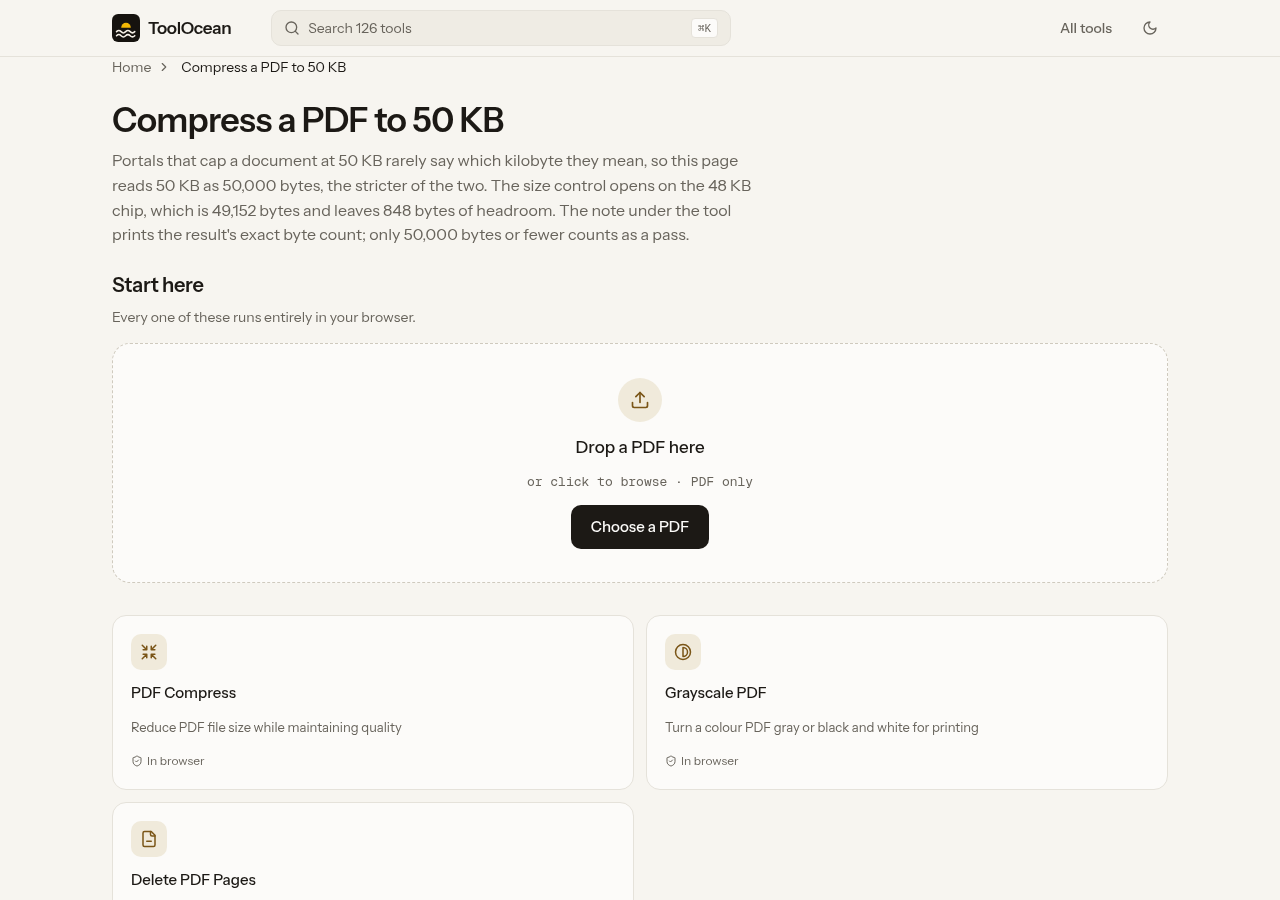 ToolOcean
Search 126 tools
⌘K
All tools
Home > Compress a PDF to 50 KB
Compress a PDF to 50 KB
Portals that cap a document at 50 KB rarely say which kilobyte they mean, so this page
reads 50 KB as 50,000 bytes, the stricter of the two. The size control opens on the 48 KB
chip, which is 49,152 bytes and leaves 848 bytes of headroom. The note under the tool
prints the result's exact byte count; only 50,000 bytes or fewer counts as a pass.
Start here
Every one of these runs entirely in your browser.
Drop a PDF here
or click to browse · PDF only
Choose a PDF
PDF Compress
Reduce PDF file size while maintaining quality
In browser
Grayscale PDF
Turn a colour PDF gray or black and white for printing
In browser
Delete PDF Pages